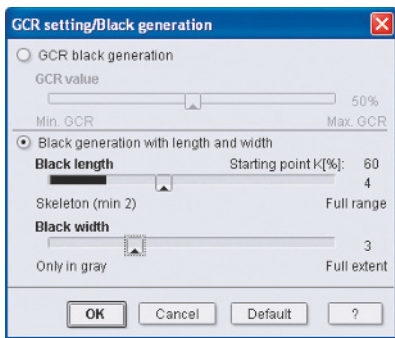 GCR setting/Black generation
GCR black generation
GCR value
50%
Min. GCR Max. GCR
Black generation with length and width
Black length Starting point K[%]: 60
4
Skeleton (min 2) Full range
Black width
3
Only in gray Full extent
OK Cancel Default ?